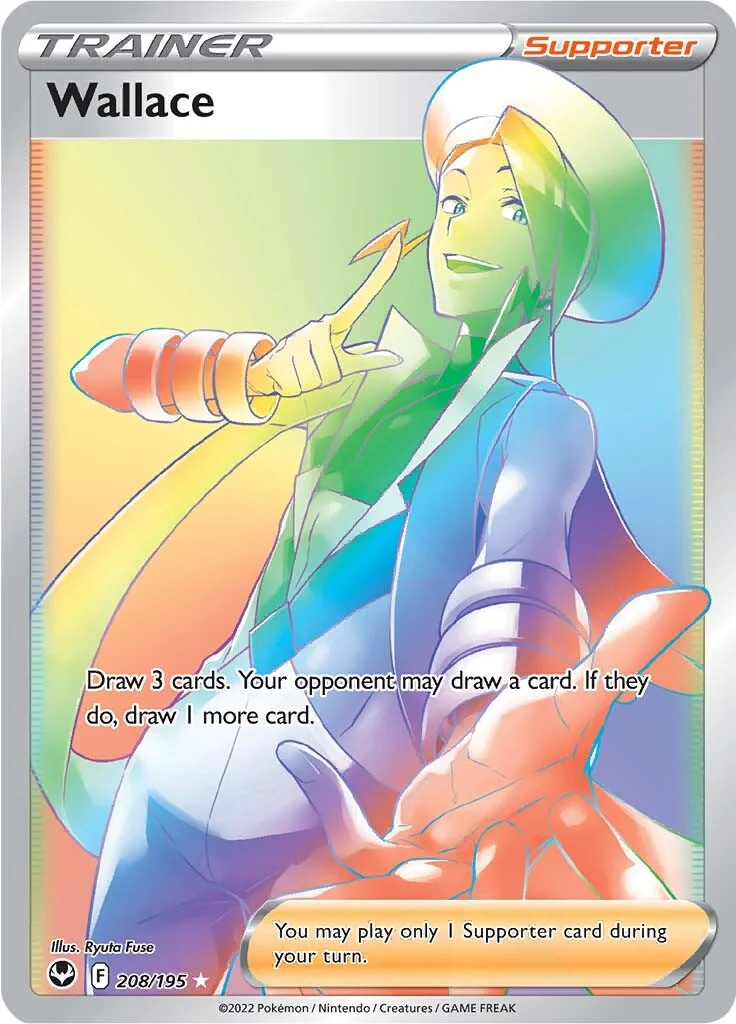 TRAINER
Supporter
Wallace
Draw 3 cards. Your opponent may draw a card. If they
do, draw 1 more card.
You may play only 1 Supporter card during
your turn.
Illus. Ryuta Fuse
F 208/195 ★
©2022 Pokémon / Nintendo / Creatures / GAME FREAK